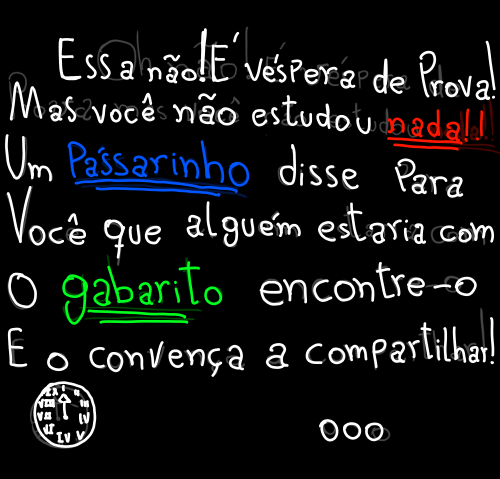 Essa não! É véspera de Prova!
Mas você não estudou nada!!
Um Pássarinho disse Para
Você que alguém estaria com
O gabarito encontre-o
E o convença a compartilhar!
ooo